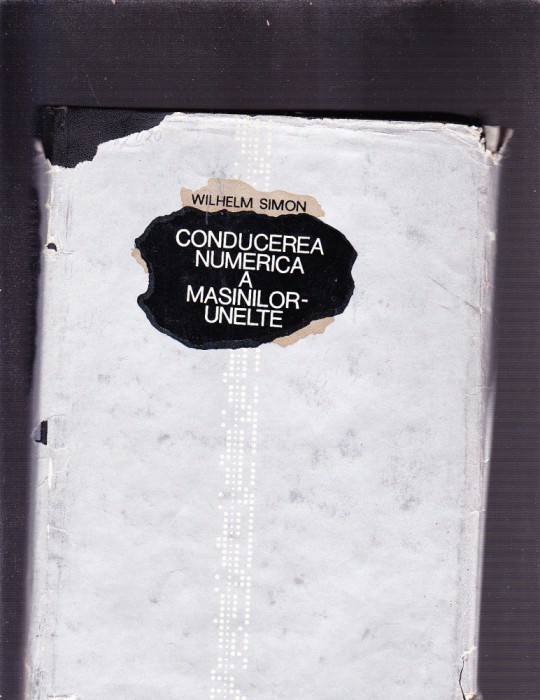 WILHELM SIMON
CONDUCEREA
NUMERICA
A
MASINILOR-
UNELTE